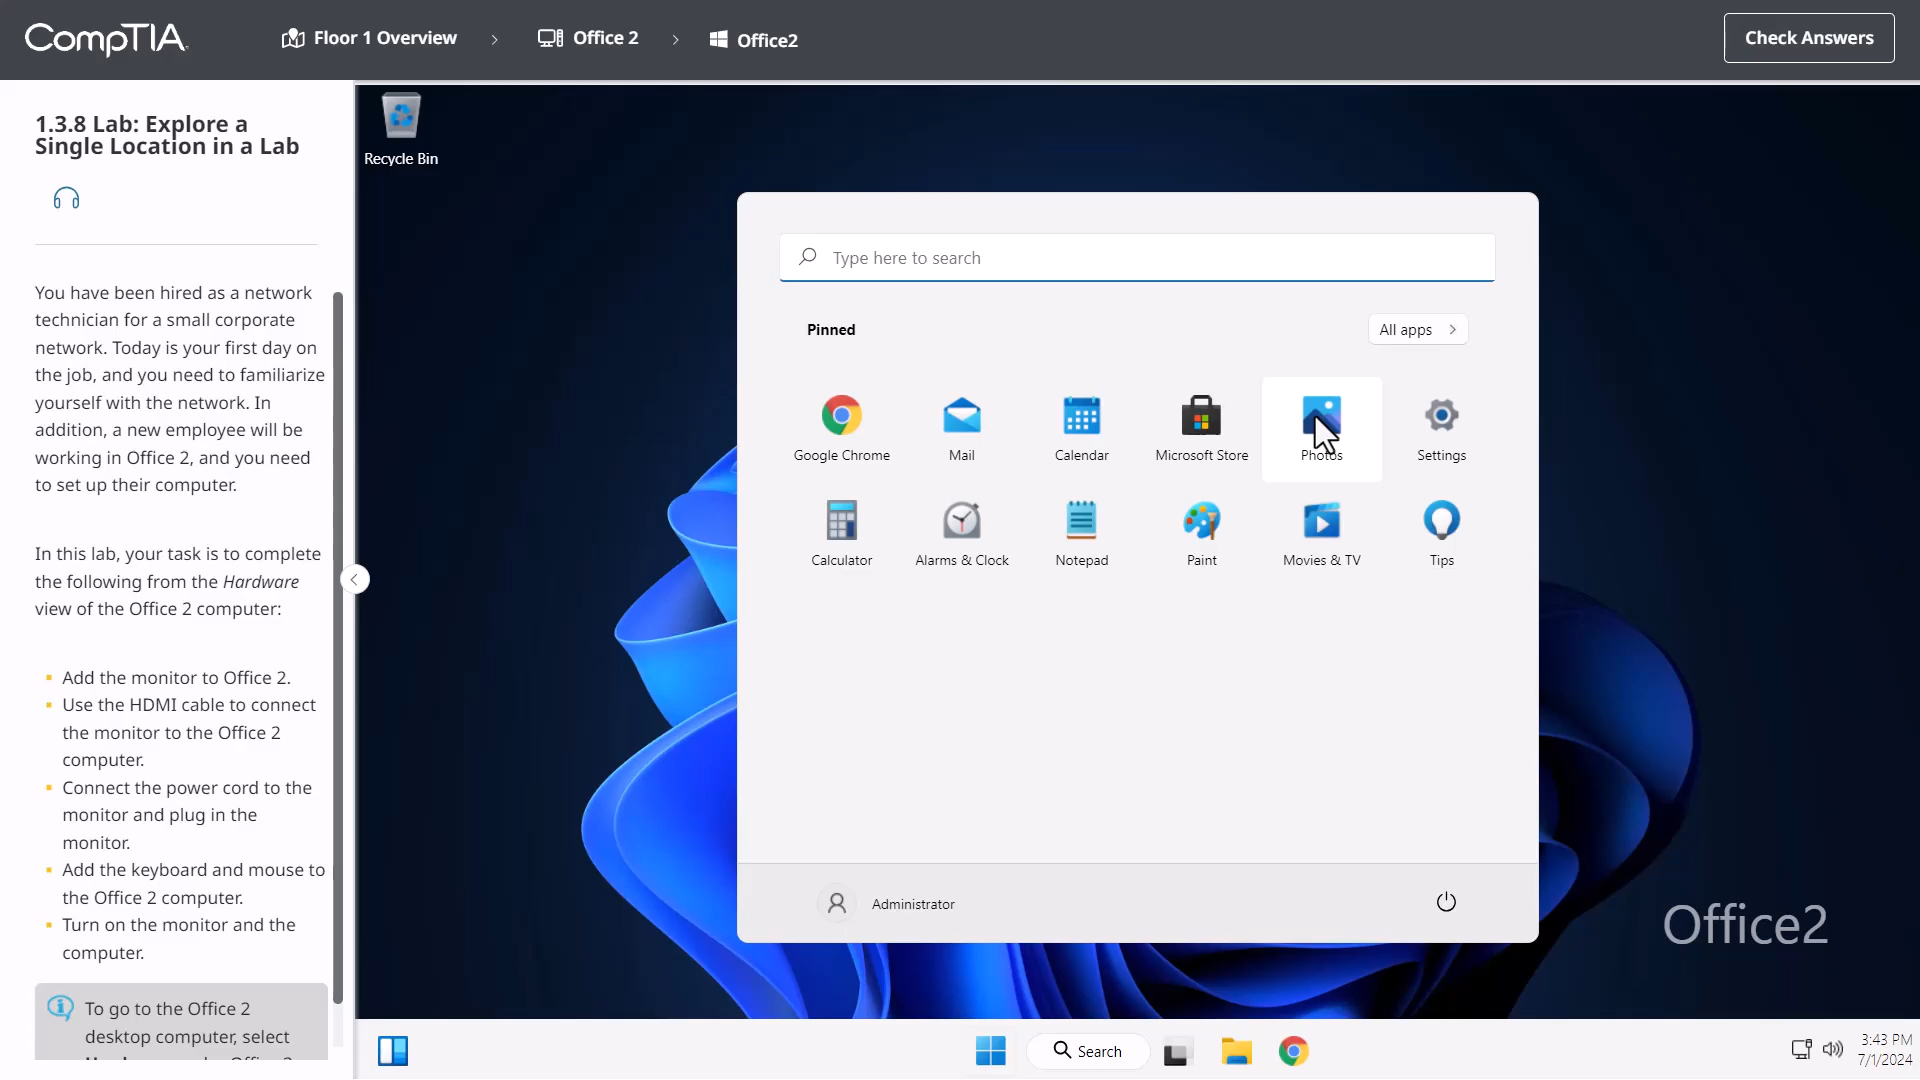 CompTIA.
Floor 1 Overview
Office 2
Office2
Check Answers
1.3.8 Lab: Explore a
Single Location in a Lab
You have been hired as a network
technician for a small corporate
network. Today is your first day on
the job, and you need to familiarize
yourself with the network. In
addition, a new employee will be
working in Office 2, and you need
to set up their computer.
In this lab, your task is to complete
the following from the Hardware
view of the Office 2 computer:
Add the monitor to Office 2.
Use the HDMI cable to connect
the monitor to the Office 2
computer.
Connect the power cord to the
monitor and plug in the
monitor.
Add the keyboard and mouse to
the Office 2 computer.
Turn on the monitor and the
computer.
To go to the Office 2
desktop computer, select
Recycle Bin
Type here to search
Pinned
All apps
Google Chrome
Mail
Calendar
Microsoft Store
Photos
Settings
Calculator
Alarms & Clock
Notepad
Paint
Movies & TV
Tips
Administrator
Office2
Search
3:43 PM
7/1/2024